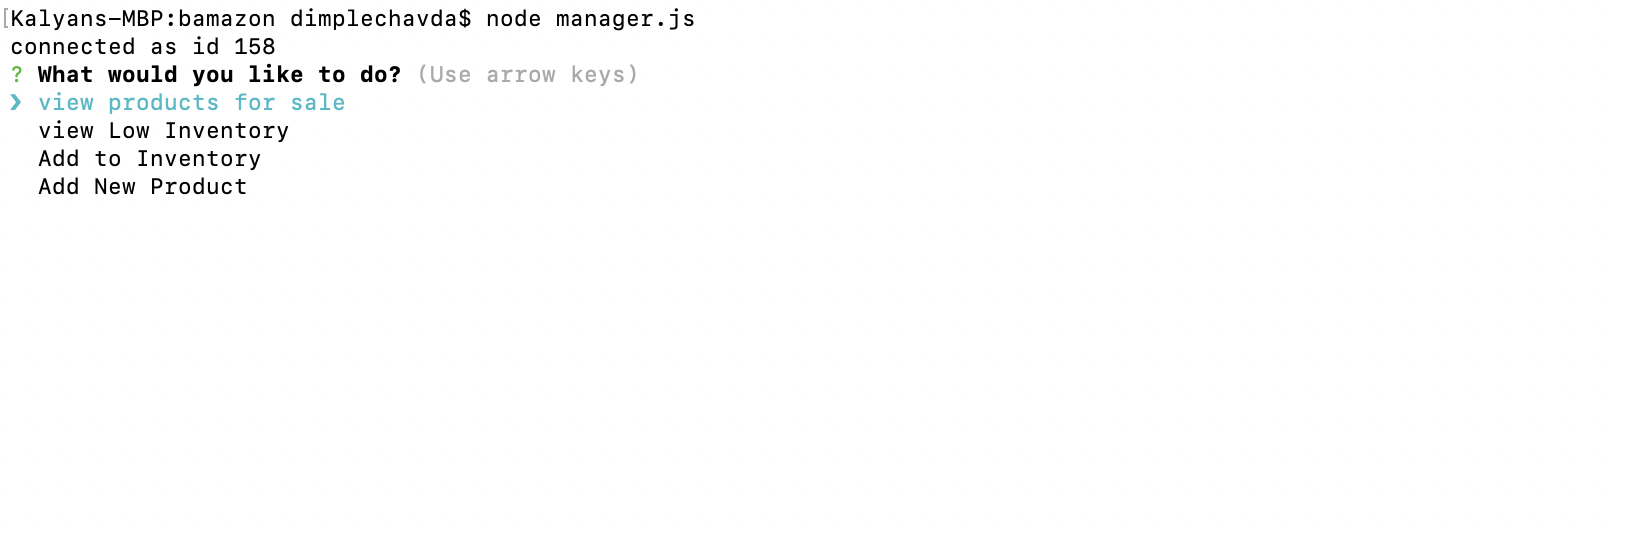 [Kalyans-MBP:bamazon dimplechavda$ node manager.js
connected as id 158
? What would you like to do? (Use arrow keys)
❯ view products for sale
view Low Inventory
Add to Inventory
Add New Product